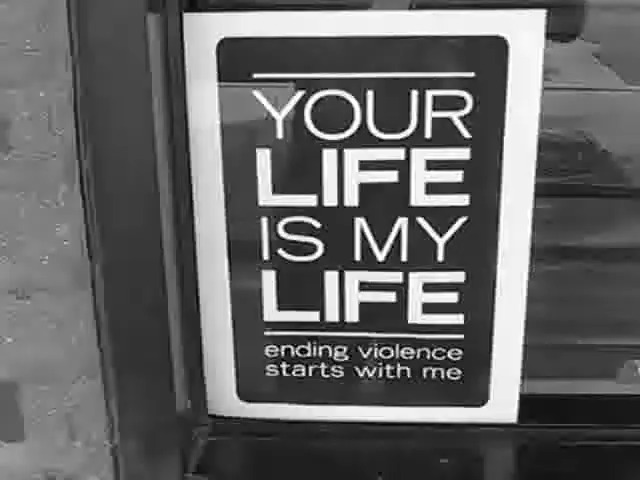 YOUR
LIFE
IS MY
LIFE
ending violence
starts with me